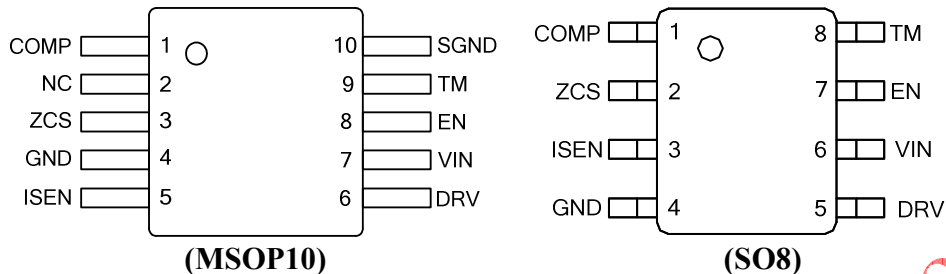 COMP 1 10 SGND
NC 2 9 TM
ZCS 3 8 EN
GND 4 7 VIN
ISEN 5 6 DRV
(MSOP10)
COMP 1 8 TM
ZCS 2 7 EN
ISEN 3 6 VIN
GND 4 5 DRV
(SO8)